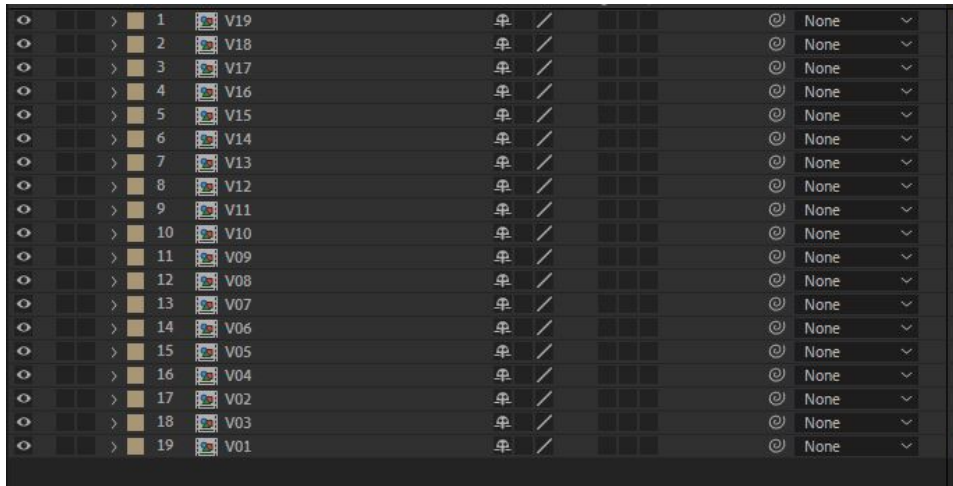 1 V19 None
2 V18 None
3 V17 None
4 V16 None
5 V15 None
6 V14 None
7 V13 None
8 V12 None
9 V11 None
10 V10 None
11 V09 None
12 V08 None
13 V07 None
14 V06 None
15 V05 None
16 V04 None
17 V02 None
18 V03 None
19 V01 None